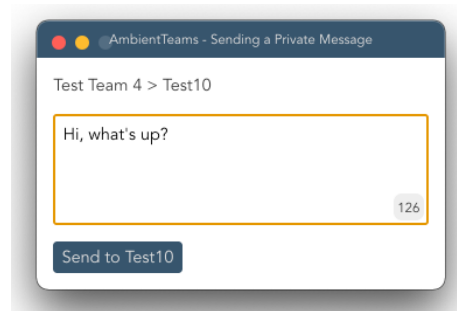 AmbientTeams - Sending a Private Message
Test Team 4 > Test10
Hi, what's up?
126
Send to Test10